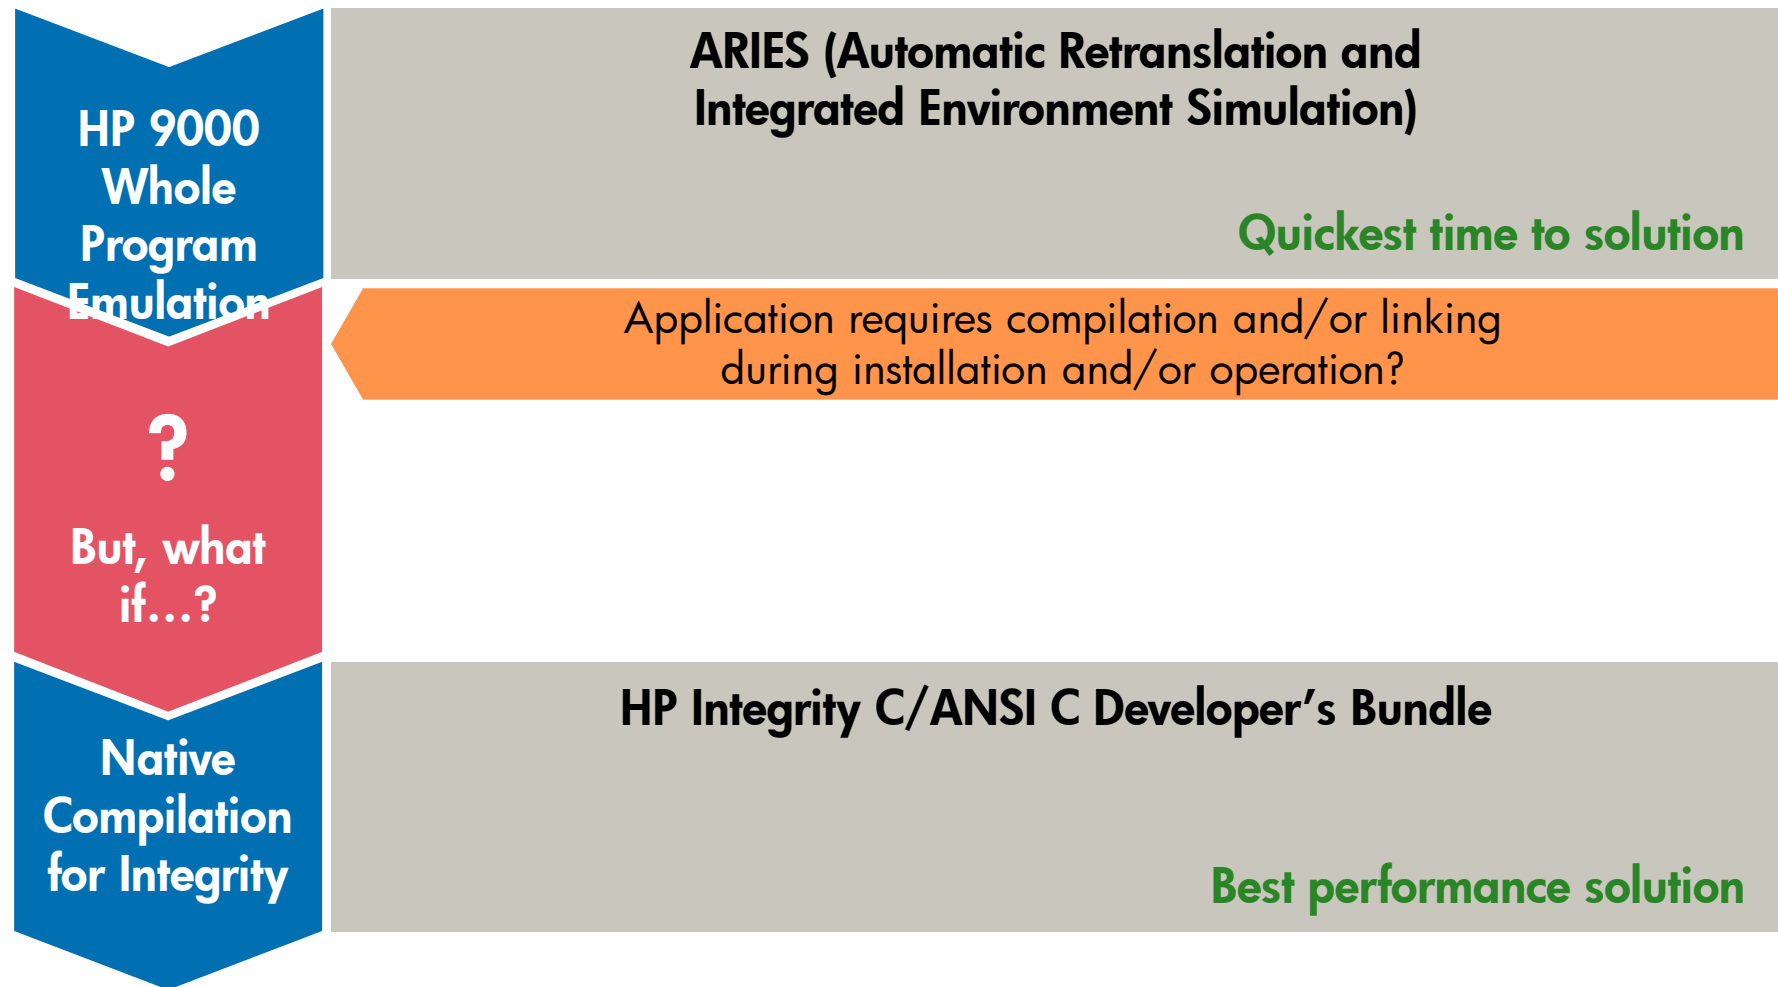 HP 9000
Whole
Program
Emulation
ARIES (Automatic Retranslation and
Integrated Environment Simulation)
Quickest time to solution
Application requires compilation and/or linking
during installation and/or operation?
?
But, what
if...?
Native
Compilation
for Integrity
HP Integrity C/ANSI C Developer’s Bundle
Best performance solution